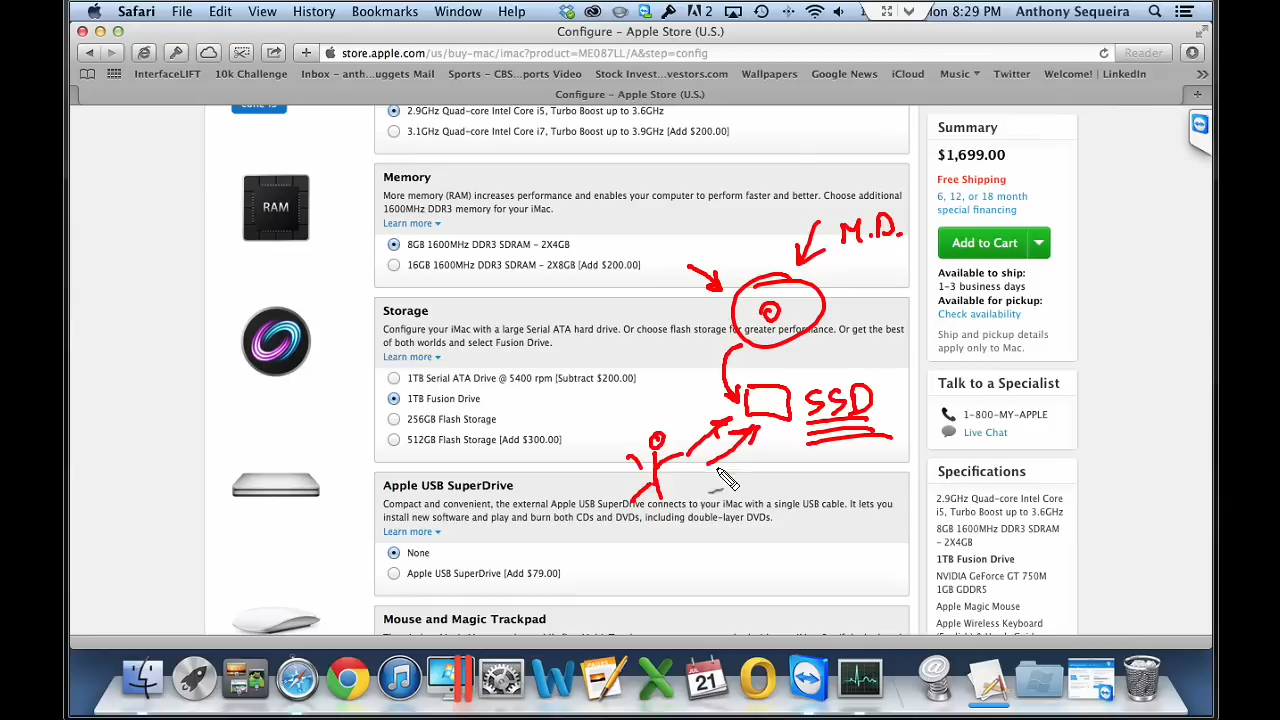 Safari File Edit View History Bookmarks Window Help
2 Mon 8:29 PM Anthony Sequeira
Configure - Apple Store (U.S.)
store.apple.com/us/buy-mac/imac?product=ME087LL/A&step=config
Reader
InterfaceLIFT 10k Challenge Inbox - anth...uggets Mail Sports - CBS...ports Video Stock Invest...vestors.com Wallpapers Google News iCloud Music Twitter Welcome! | LinkedIn
Configure - Apple Store (U.S.)
2.9GHz Quad-core Intel Core i5, Turbo Boost up to 3.6GHz
3.1GHz Quad-core Intel Core i7, Turbo Boost up to 3.9GHz [Add $200.00]
Memory
More memory (RAM) increases performance and enables your computer to perform faster and better. Choose additional
1600MHz DDR3 memory for your iMac.
Learn more
RAM
8GB 1600MHz DDR3 SDRAM - 2X4GB
16GB 1600MHz DDR3 SDRAM - 2X8GB [Add $200.00]
M.D.
Storage
Configure your iMac with a large Serial ATA hard drive. Or choose flash storage for greater performance. Or get the best
of both worlds and select Fusion Drive.
Learn more
1TB Serial ATA Drive @ 5400 rpm [Subtract $200.00]
1TB Fusion Drive
256GB Flash Storage
512GB Flash Storage [Add $300.00]
SSD
Apple USB SuperDrive
Compact and convenient, the external Apple USB SuperDrive connects to your iMac with a single USB cable. It lets you
install new software and play and burn both CDs and DVDs, including double-layer DVDs.
Learn more
None
Apple USB SuperDrive [Add $79.00]
Mouse and Magic Trackpad
Summary
$1,699.00
Free Shipping
6, 12, or 18 month
special financing
Add to Cart
Available to ship:
1-3 business days
Available for pickup:
Check availability
Ship and pickup details
apply only to Mac.
Talk to a Specialist
1-800-MY-APPLE
Live Chat
Specifications
2.9GHz Quad-core Intel Core
i5, Turbo Boost up to 3.6GHz
8GB 1600MHz DDR3 SDRAM
- 2X4GB
1TB Fusion Drive
NVIDIA GeForce GT 750M
1GB GDDR5
Apple Magic Mouse
Apple Wireless Keyboard
PAGES
JUL
21